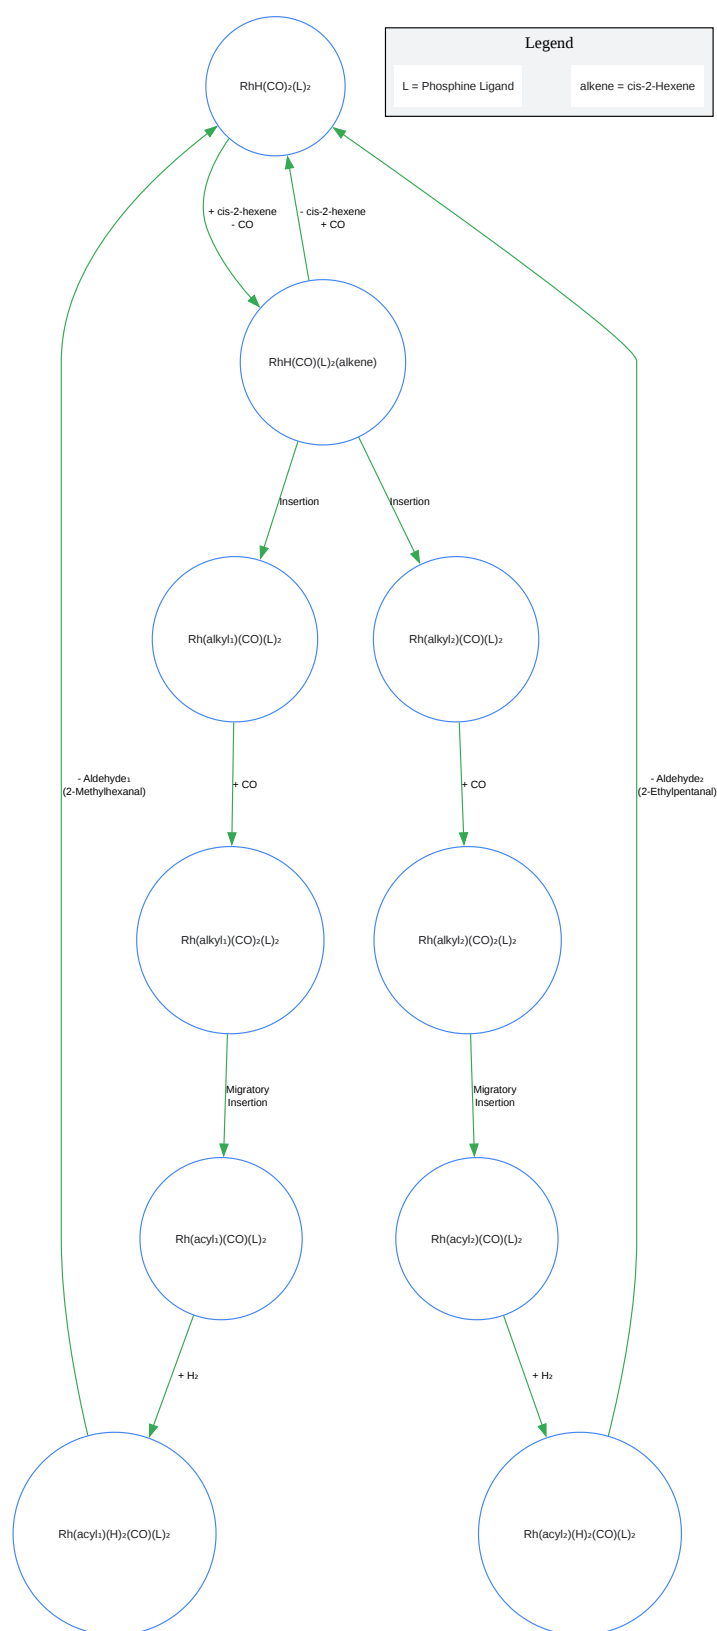 RhH(CO)₂(L)₂
Legend
L = Phosphine Ligand
alkene = cis-2-Hexene
+ cis-2-hexene
- CO
- cis-2-hexene
+ CO
RhH(CO)(L)₂(alkene)
Insertion
Insertion
Rh(alkyl₁)(CO)(L)₂
Rh(alkyl₂)(CO)(L)₂
- Aldehyde₁
(2-Methylhexanal)
+ CO
+ CO
- Aldehyde₂
(2-Ethylpentanal)
Rh(alkyl₁)(CO)₂(L)₂
Rh(alkyl₂)(CO)₂(L)₂
Migratory
Insertion
Migratory
Insertion
Rh(acyl₁)(CO)(L)₂
Rh(acyl₂)(CO)(L)₂
+ H₂
+ H₂
Rh(acyl₁)(H)₂(CO)(L)₂
Rh(acyl₂)(H)₂(CO)(L)₂